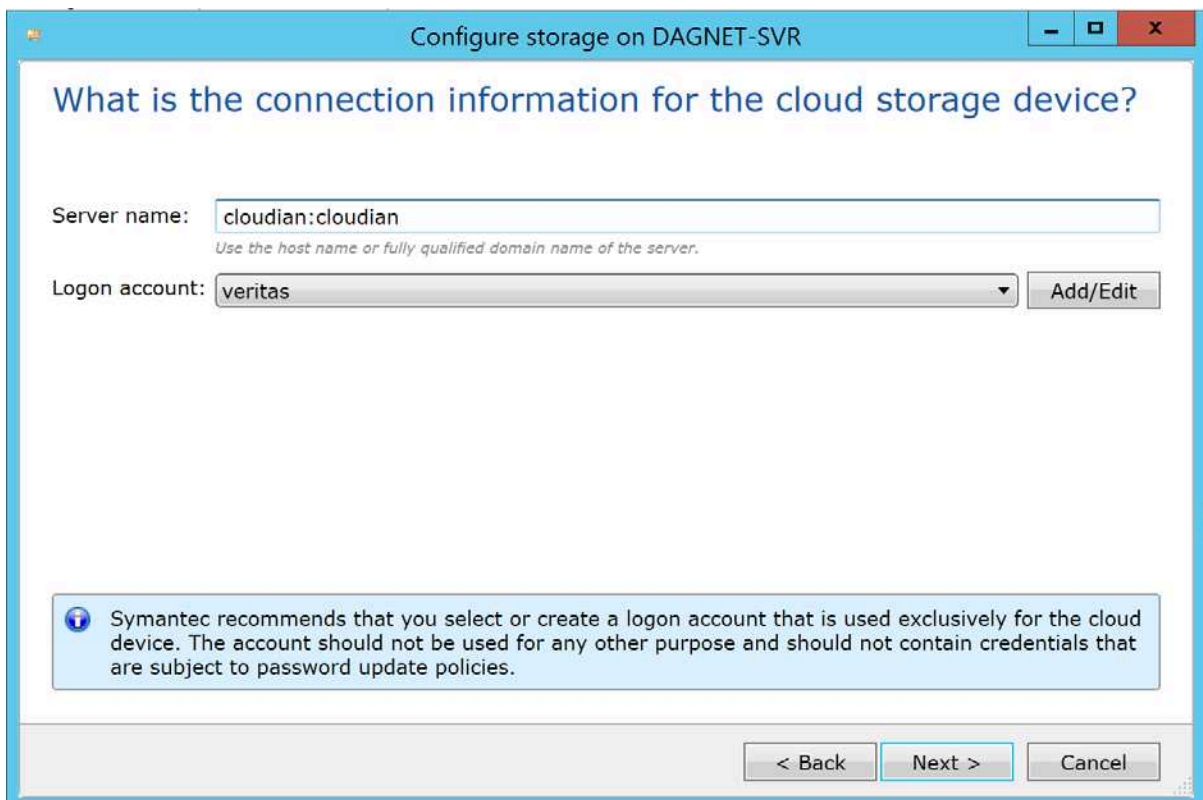 Configure storage on DAGNET-SVR
What is the connection information for the cloud storage device?
Server name: cloudian:cloudian
Use the host name or fully qualified domain name of the server.
Logon account: veritas Add/Edit
Symantec recommends that you select or create a logon account that is used exclusively for the cloud
device. The account should not be used for any other purpose and should not contain credentials that
are subject to password update policies.
< Back Next > Cancel